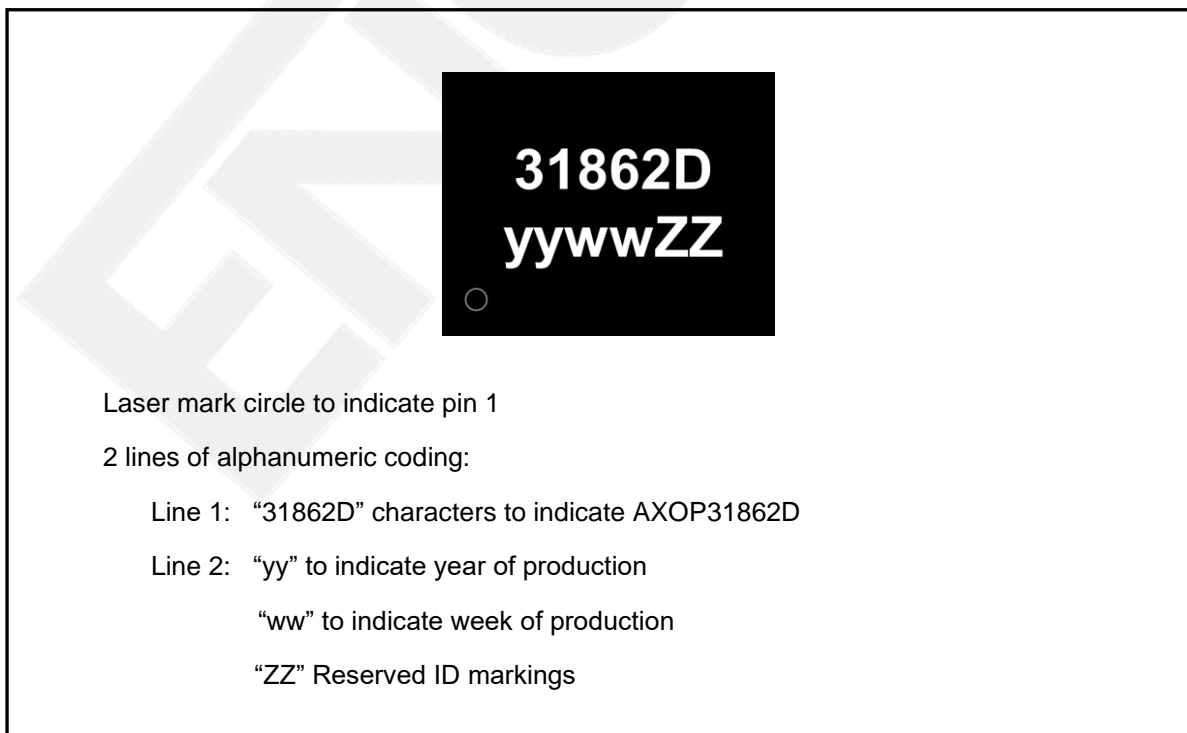 31862D
yywwZZ
Laser mark circle to indicate pin 1
2 lines of alphanumeric coding:
Line 1: “31862D” characters to indicate AXOP31862D
Line 2: “yy” to indicate year of production
“ww” to indicate week of production
“ZZ” Reserved ID markings